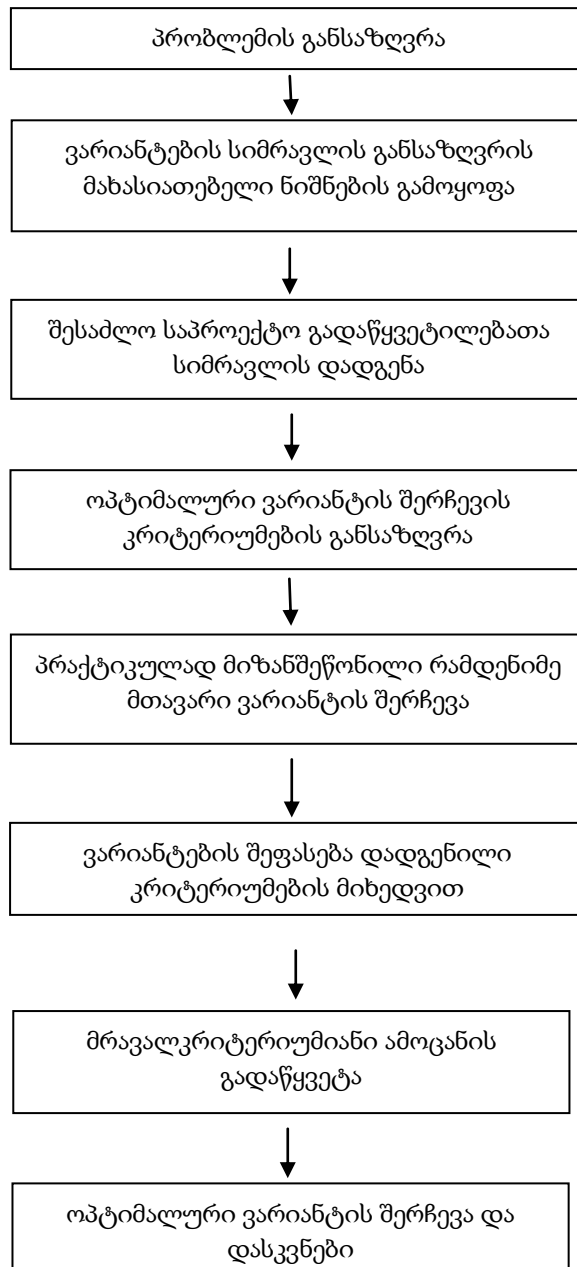 პრობლემის განსაზღვრა
ვარიანტების სიმრავლის განსაზღვრის
მახასიათებელი ნიშნების გამოყოფა
შესაძლო საპროექტო გადაწყვეტილებათა
სიმრავლის დადგენა
ოპტიმალური ვარიანტის შერჩევის
კრიტერიუმების განსაზღვრა
პრაქტიკულად მიზანშეწონილი რამდენიმე
მთავარი ვარიანტის შერჩევა
ვარიანტების შეფასება დადგენილი
კრიტერიუმების მიხედვით
მრავალკრიტერიუმიანი ამოცანის
გადაწყვეტა
ოპტიმალური ვარიანტის შერჩევა და
დასკვნები